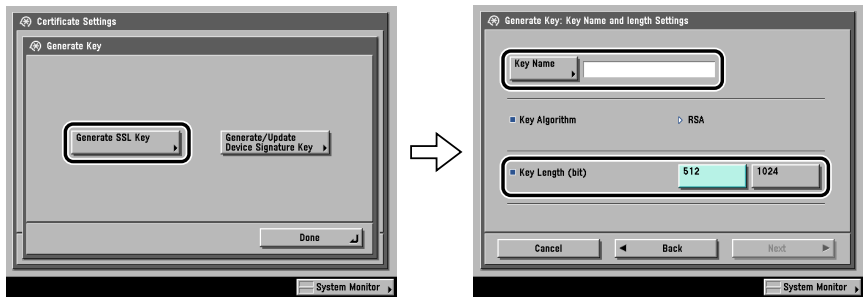 Certificate Settings
Generate Key
Generate SSL Key
Generate/Update
Device Signature Key
Done
System Monitor
Generate Key: Key Name and length Settings
Key Name
Key Algorithm
RSA
Key Length (bit)
512
1024
Cancel
Back
Next
System Monitor